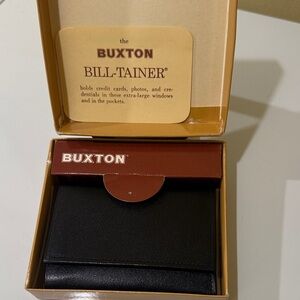 the
BUXTON
BILL-TAINER®
holds credit cards, photos, and cre-
dentials in three extra-large windows
and in the pockets.
BUXTON